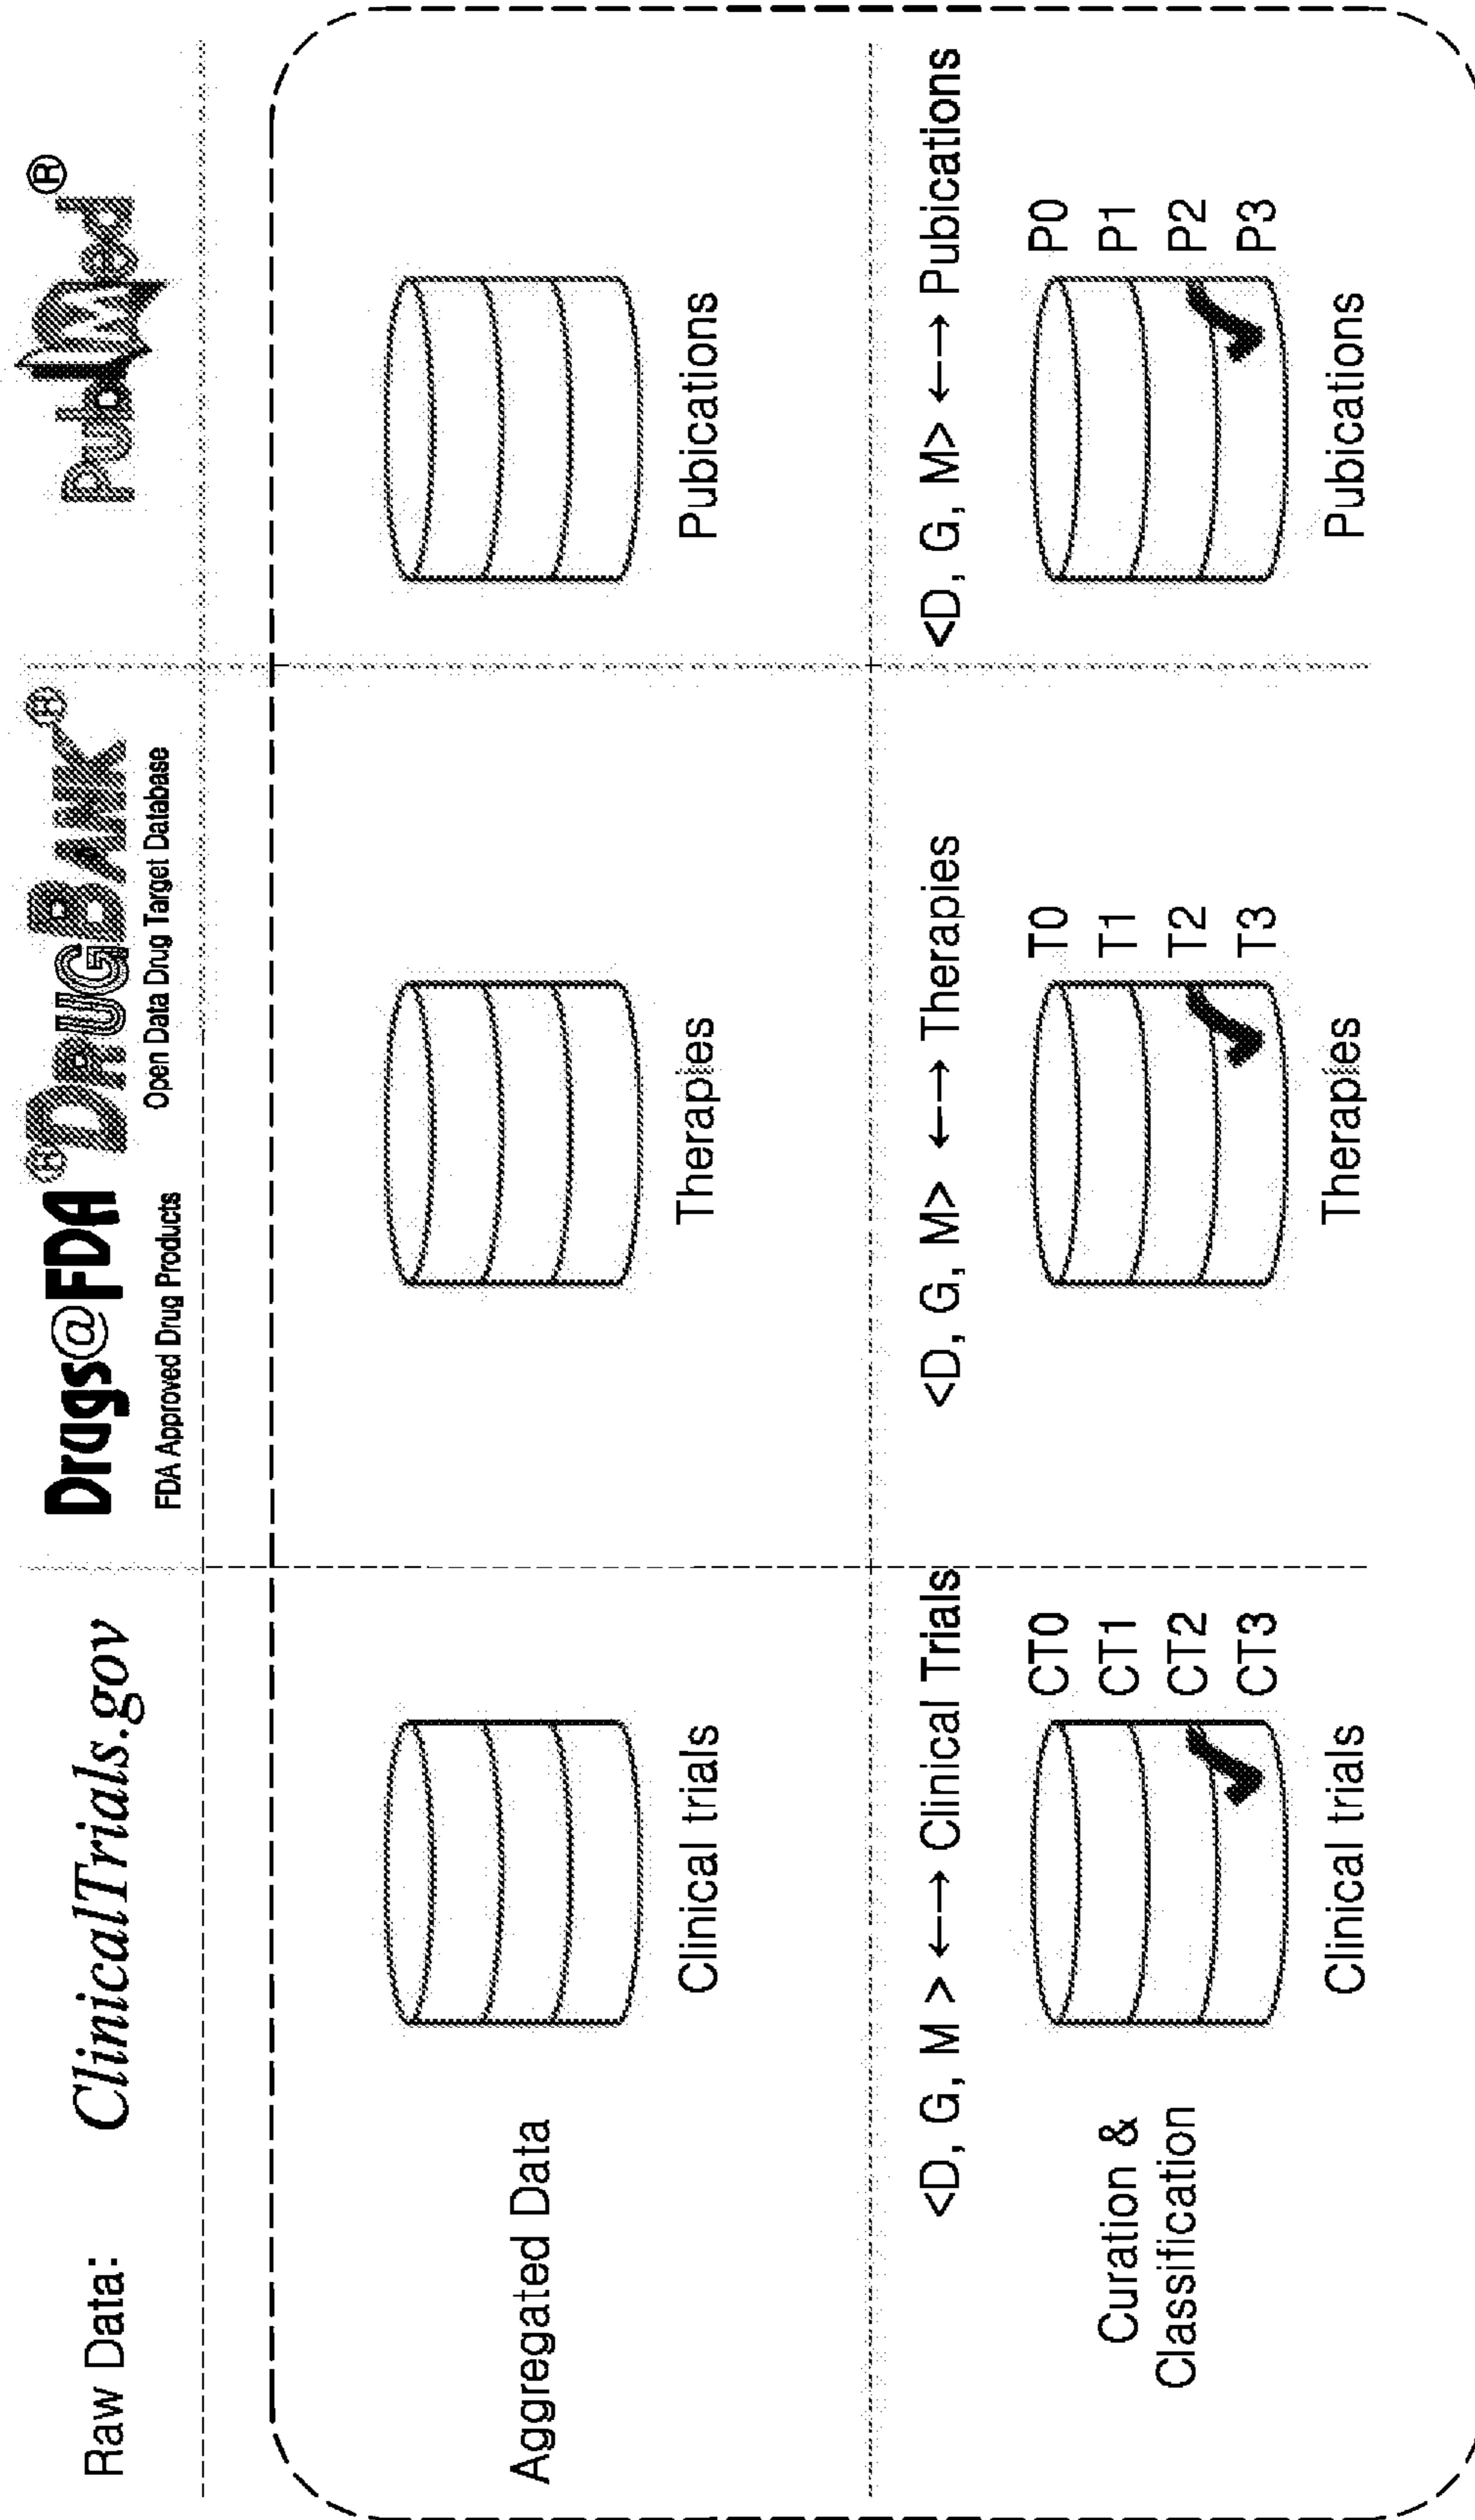 Raw Data:
ClinicalTrials.gov
Drugs@FDA®
FDA Approved Drug Products
DRUGBANK®
Open Data Drug Target Database
PubMed®
Aggregated Data
Clinical trials
Therapies
Pubications
<D, G, M > ←→ Clinical Trials
<D, G, M> ←→ Therapies
<D, G, M> ←→ Pubications
Curation &
Classification
CT0
CT1
CT2
CT3
Clinical trials
T0
T1
T2
T3
Therapies
P0
P1
P2
P3
Pubications